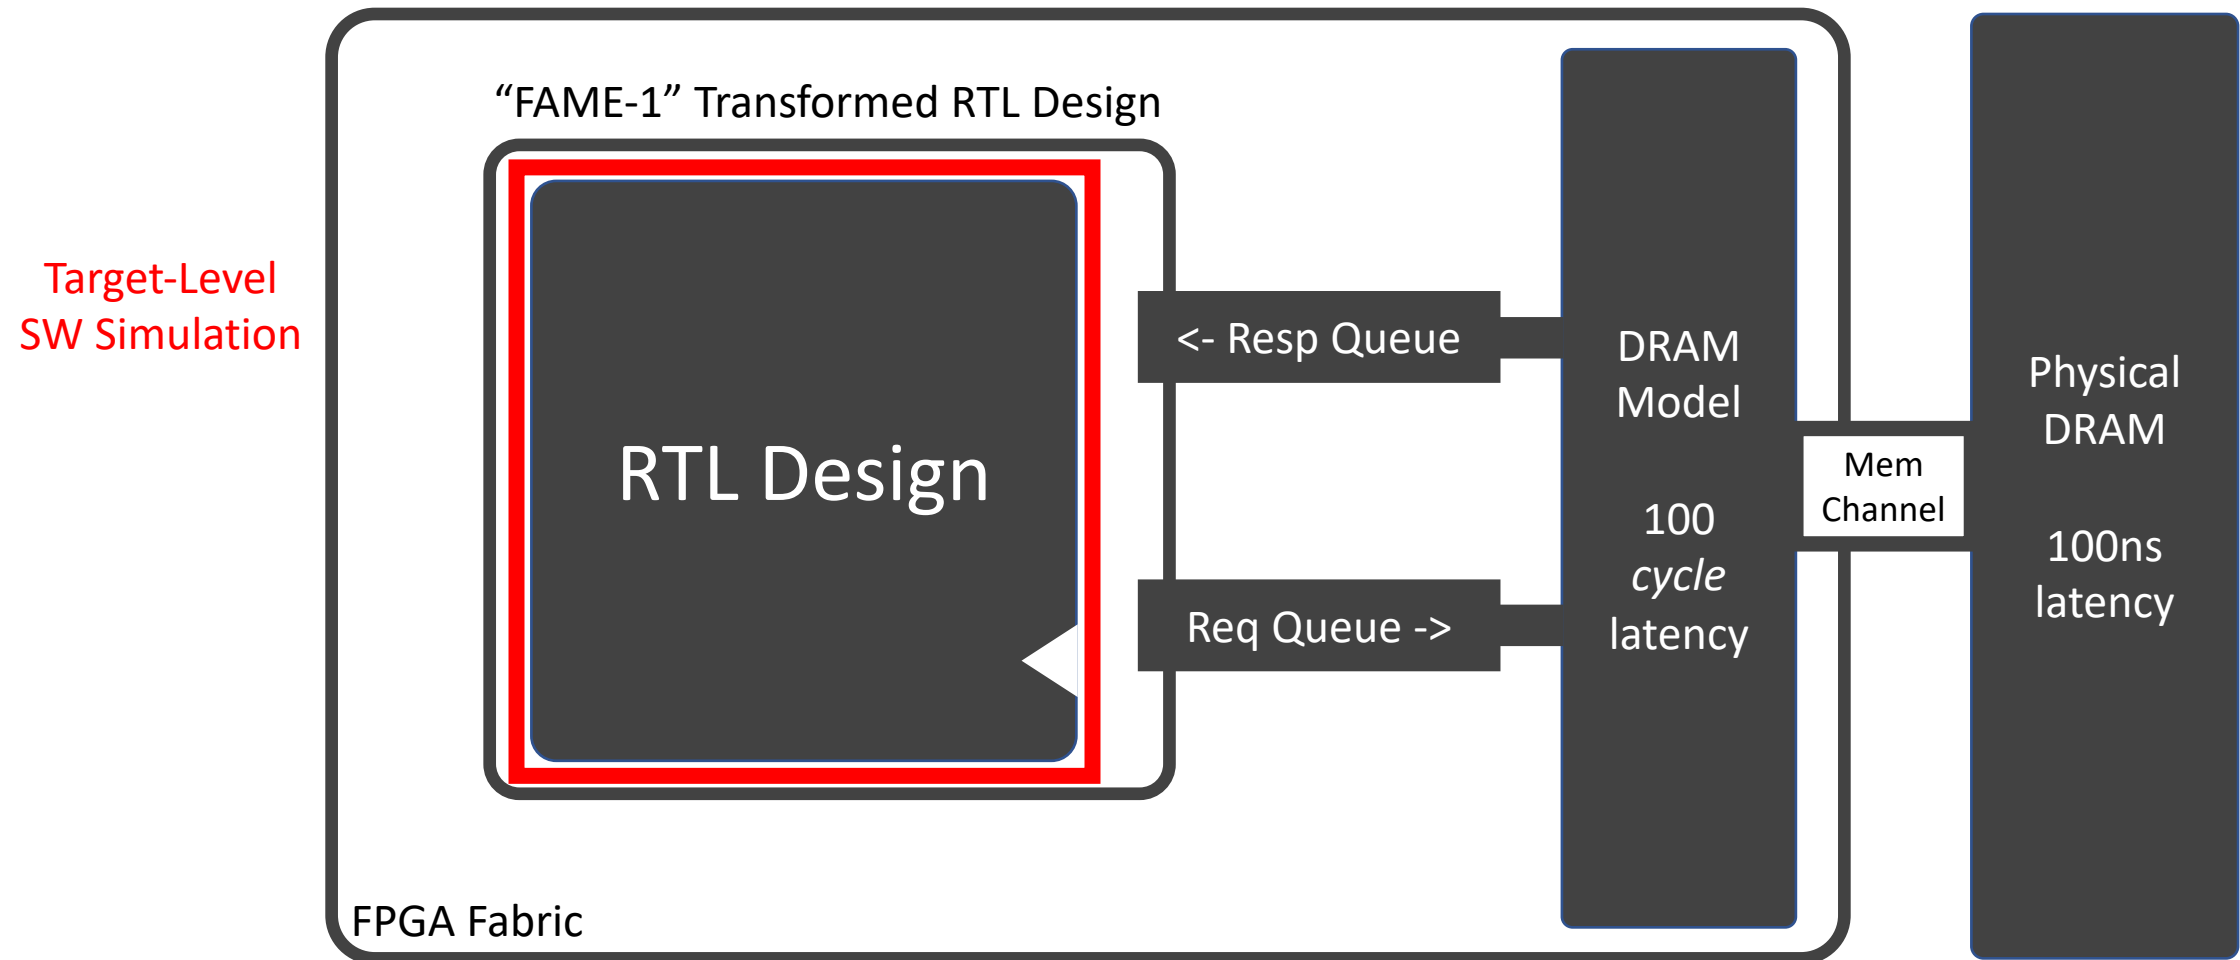 “FAME-1” Transformed RTL Design
Target-Level
SW Simulation
RTL Design
<- Resp Queue
Req Queue ->
DRAM
Model
100
cycle
latency
Mem
Channel
Physical
DRAM
100ns
latency
FPGA Fabric